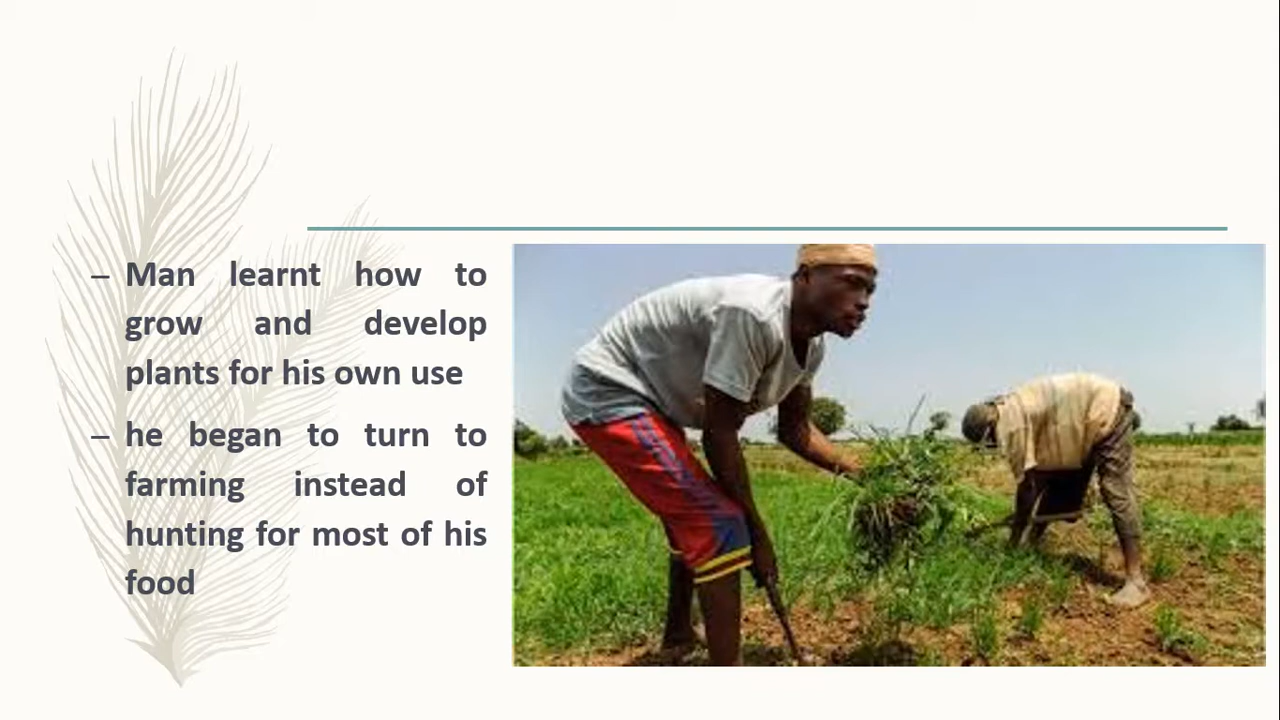 – Man learnt how to
grow and develop
plants for his own use
– he began to turn to
farming instead of
hunting for most of his
food